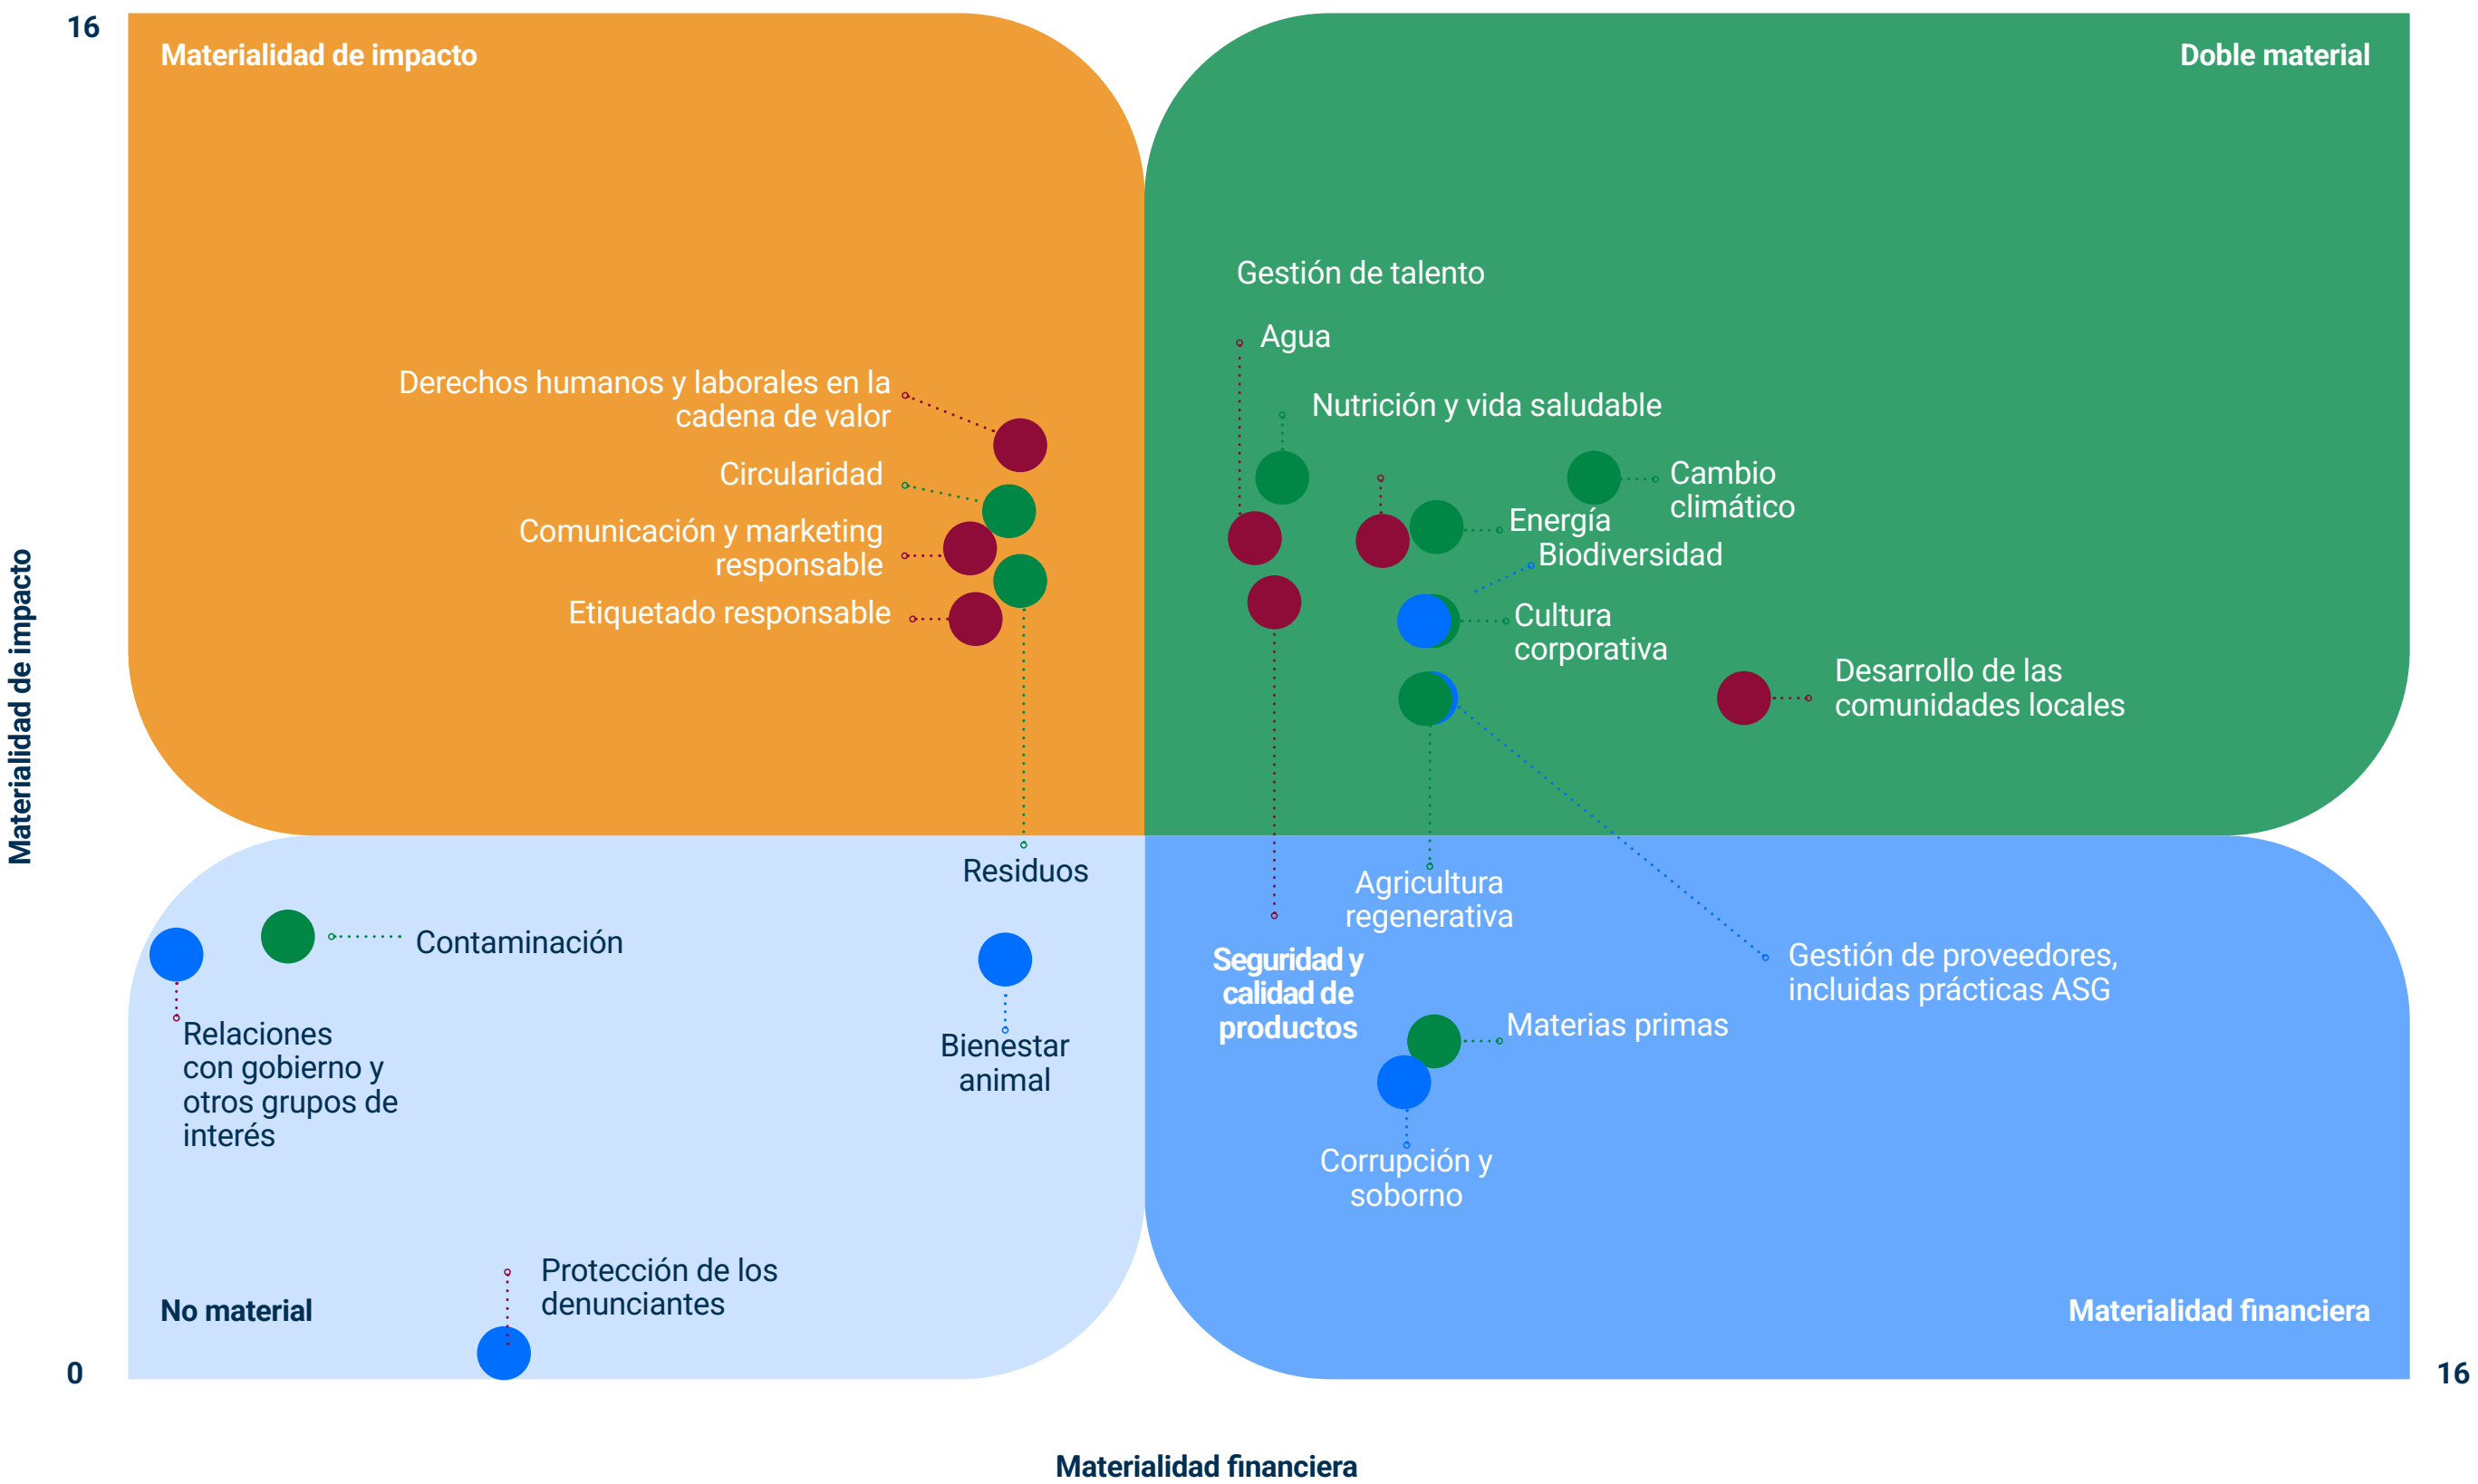 16
Materialidad de impacto
Doble material
Gestión de talento
Agua
Derechos humanos y laborales en la
cadena de valor
Nutrición y vida saludable
Circularidad
Cambio
climático
Comunicación y marketing
responsable
Energía
Biodiversidad
Etiquetado responsable
Cultura
corporativa
Desarrollo de las
comunidades locales
Materialidad de impacto
Residuos
Agricultura
regenerativa
Contaminación
Seguridad y
calidad de
productos
Gestión de proveedores,
incluidas prácticas ASG
Relaciones
con gobierno y
otros grupos de
interés
Bienestar
animal
Materias primas
Corrupción y
soborno
Protección de los
denunciantes
No material
Materialidad financiera
0
16
Materialidad financiera